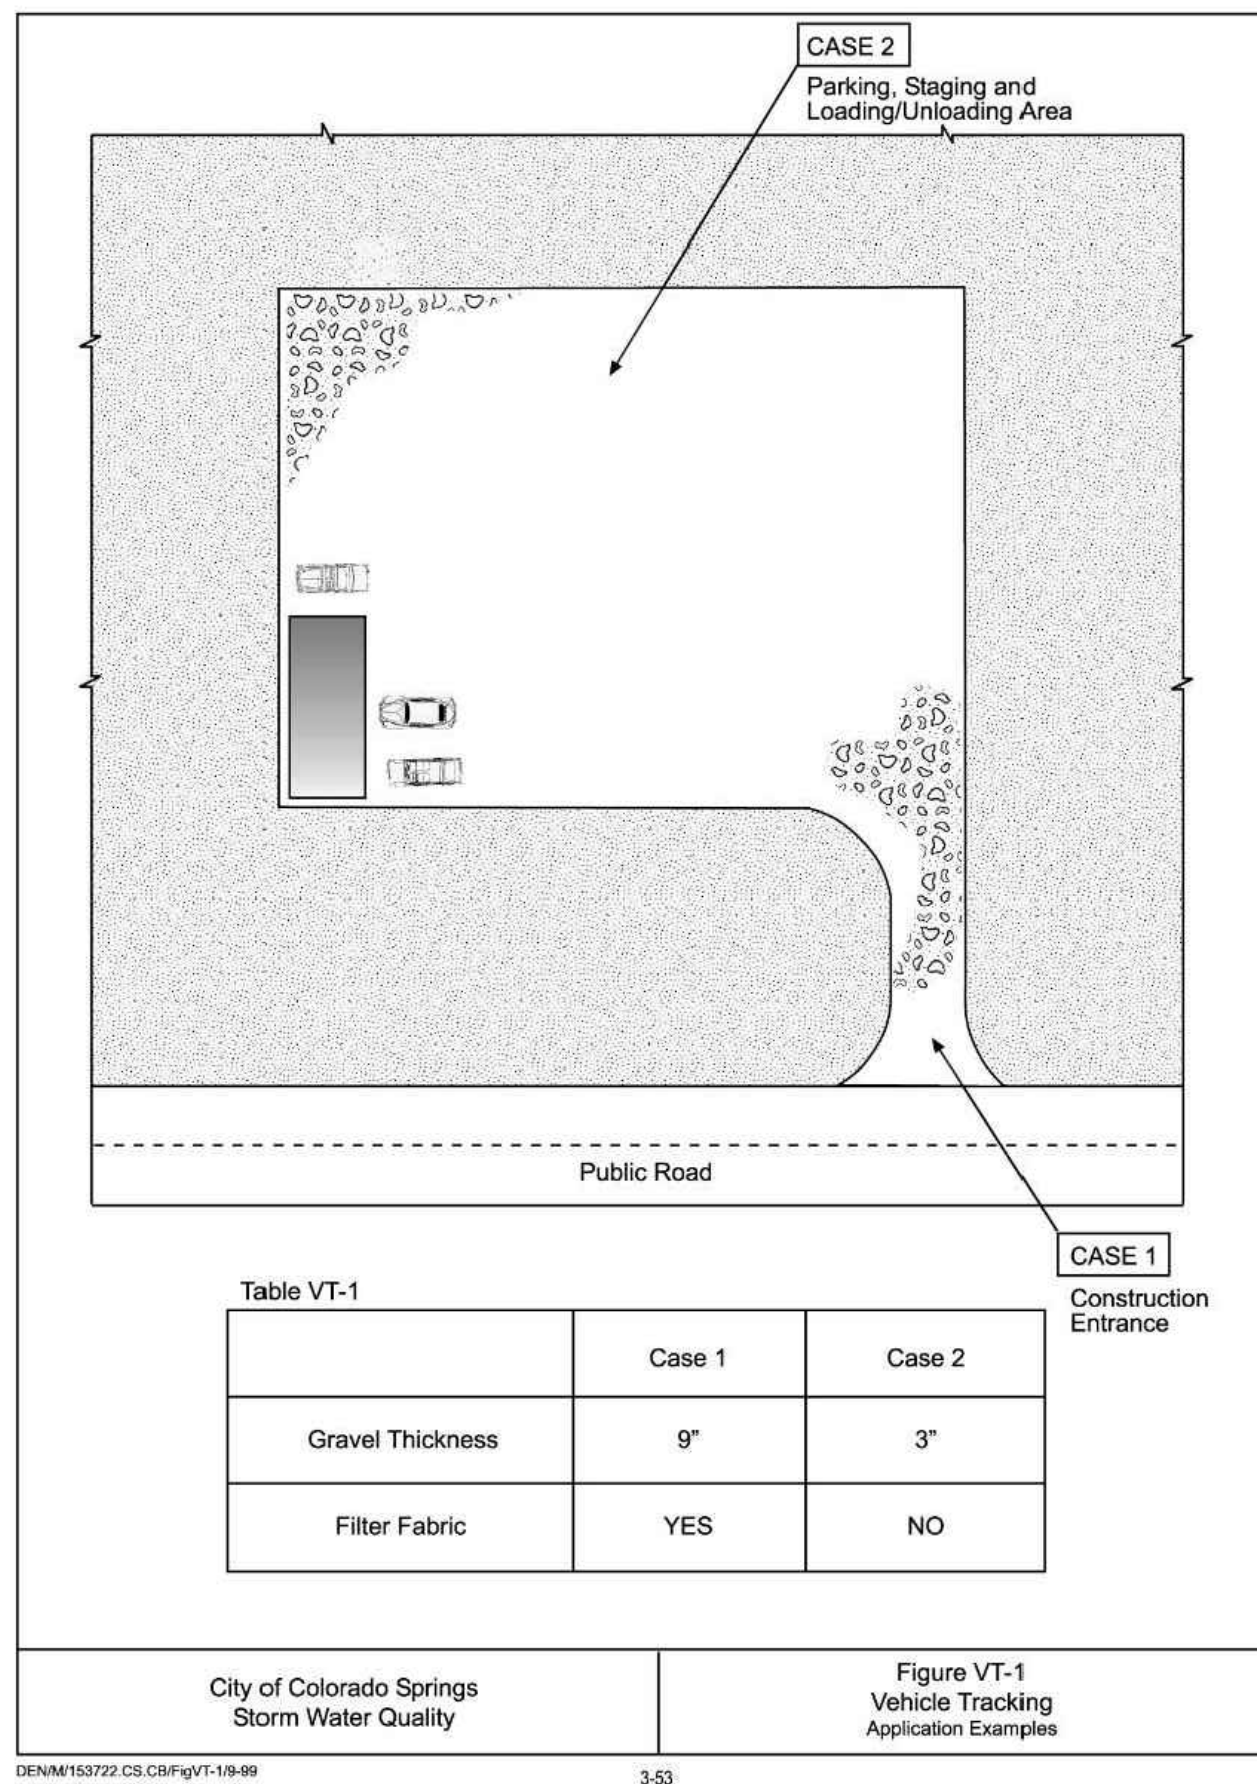 CASE 2
Parking, Staging and
Loading/Unloading Area
Public Road
CASE 1
Construction
Entrance
Table VT-1
Case 1 Case 2
Gravel Thickness 9” 3”
Filter Fabric YES NO
City of Colorado Springs
Storm Water Quality
Figure VT-1
Vehicle Tracking
Application Examples
DEN/M/153722.CS.CB/FigVT-1/9-99
3-53